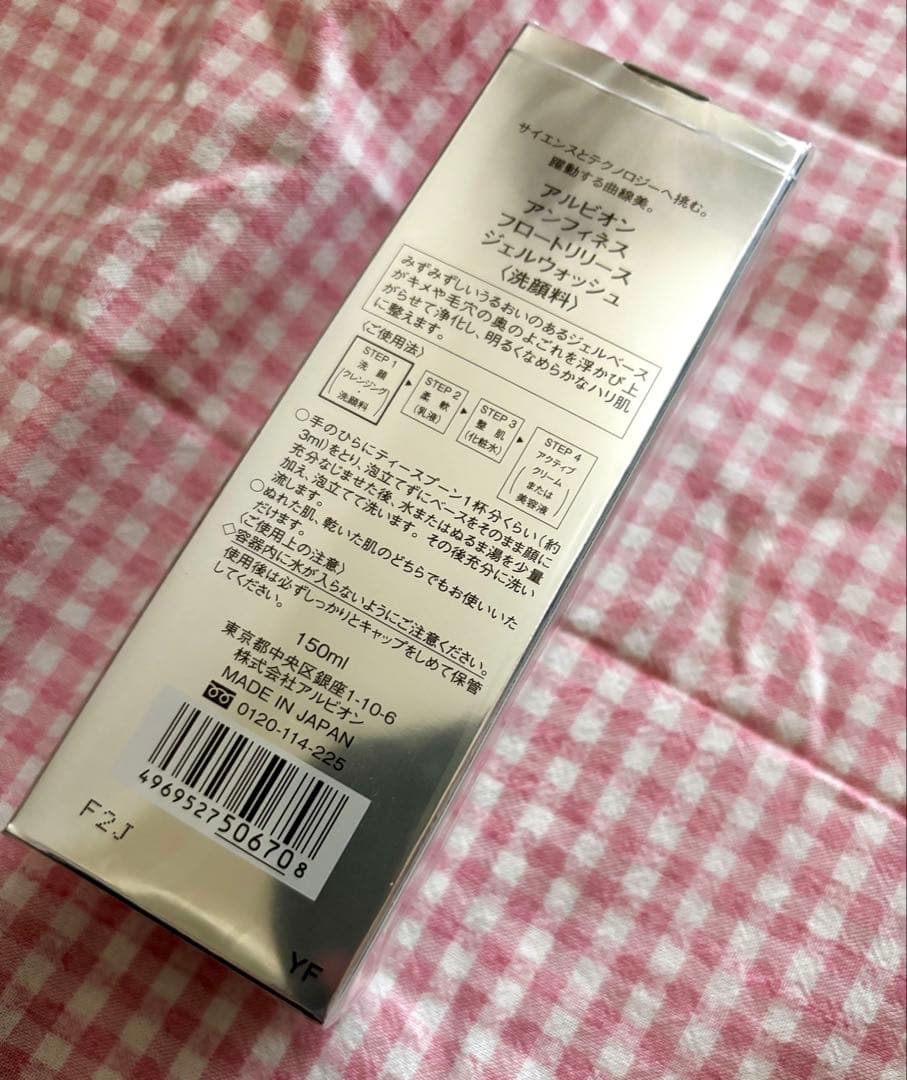 サイエンスとテクノロジーへ挑む。
躍動する曲線美。
アルビオン
アンフィネス
フロートリリース
ジェルウォッシュ
〈洗顔料〉
みずみずしいうるおいのあるジェルベース
がキメや毛穴の奥のよごれを浮かび上
がらせて浄化し、明るくなめらかなハリ肌
に整えます。
〈ご使用法〉
STEP 1
洗顔
(クレンジング・
洗顔料)
STEP 2
柔軟
(乳液)
STEP 3
整肌
(化粧水)
STEP 4
アクティブ
(クリーム
または
美容液)
○手のひらにティースプーン1杯分くらい(約
3ml)をとり、泡立てずにベースをそのまま顔に
充分なじませた後、水またはぬるま湯を少量
加え、泡立てて洗います。その後充分に洗い
流します。
○ぬれた肌、乾いた肌のどちらでもお使いいた
だけます。
〈ご使用上の注意〉
◇容器内に水が入らないようにご注意ください。
使用後は必ずしっかりとキャップをしめて保管
してください。
150ml
東京都中央区銀座1-10-6
株式会社アルビオン
MADE IN JAPAN
0120-114-225
4969527506708
F2J
YF